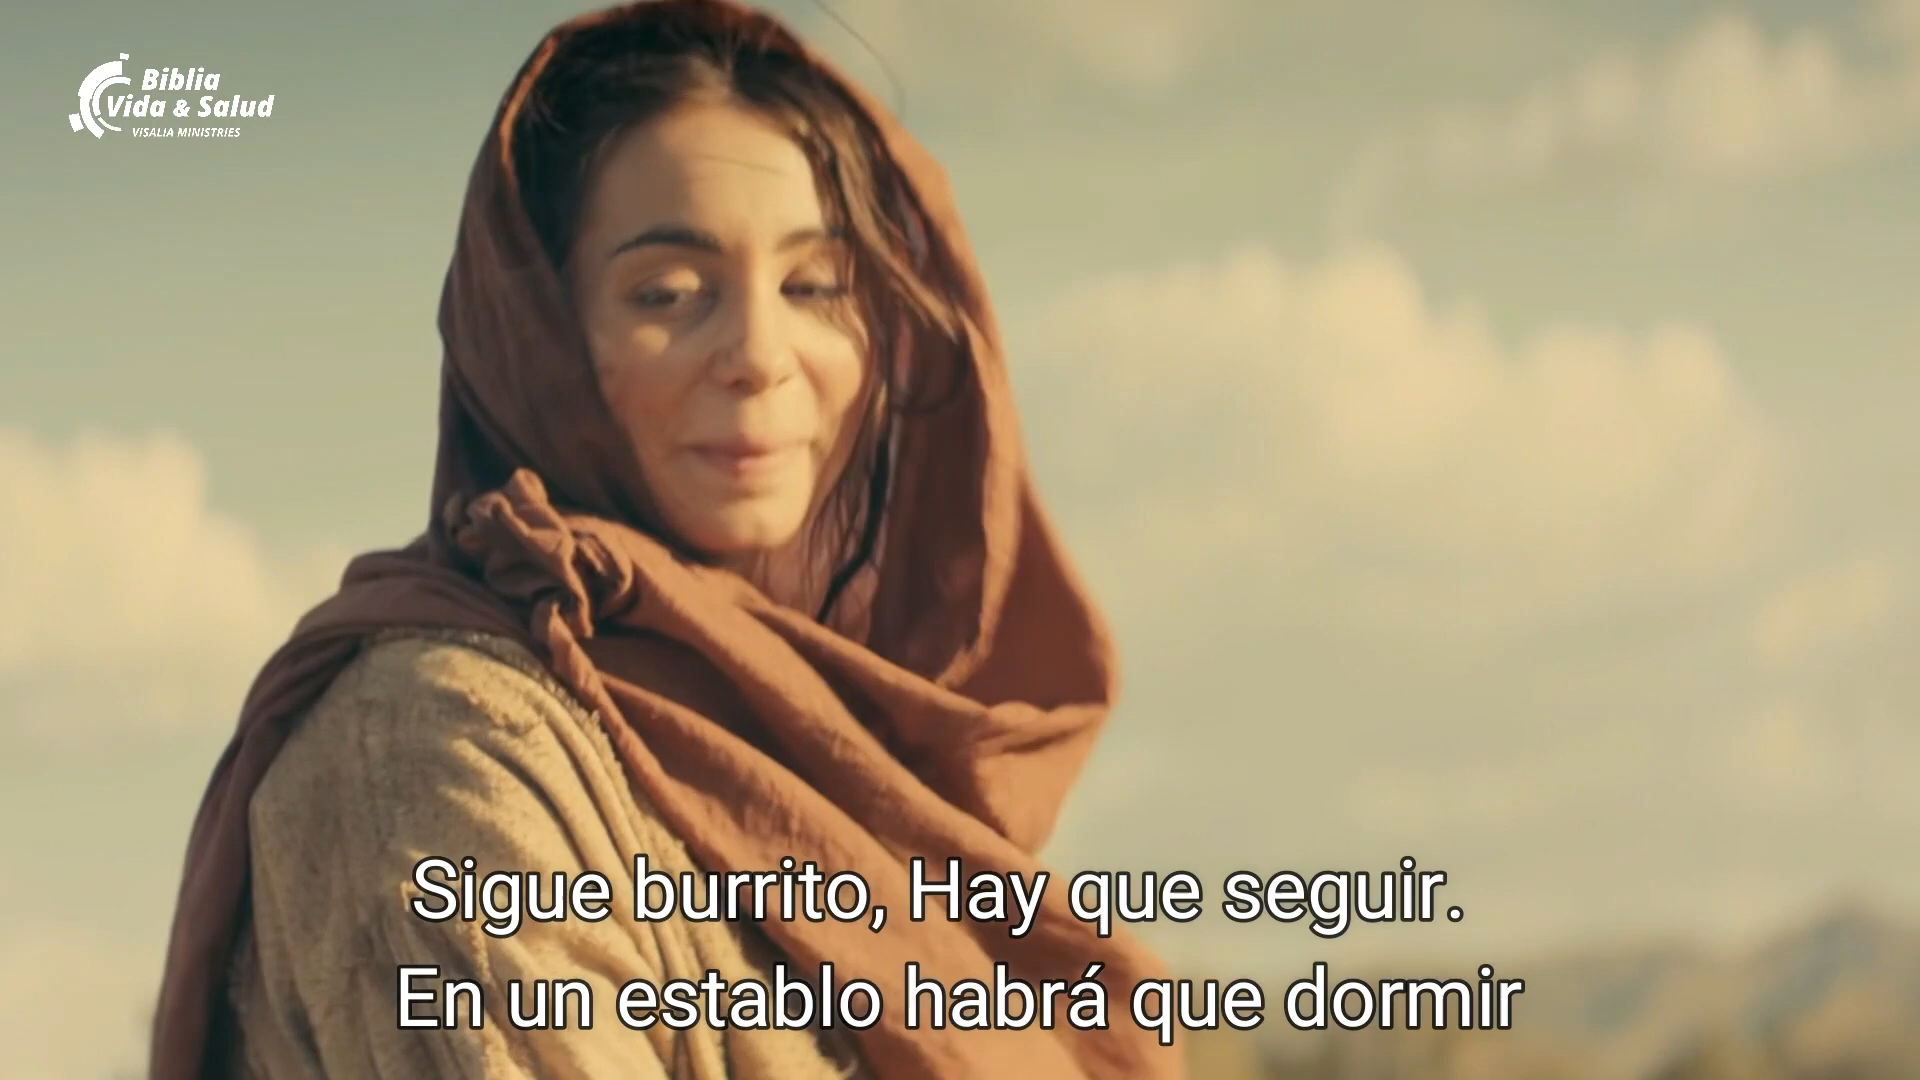 Biblia
Vida & Salud
VISALIA MINISTRIES
Sigue burrito, Hay que seguir.
En un establo habrá que dormir